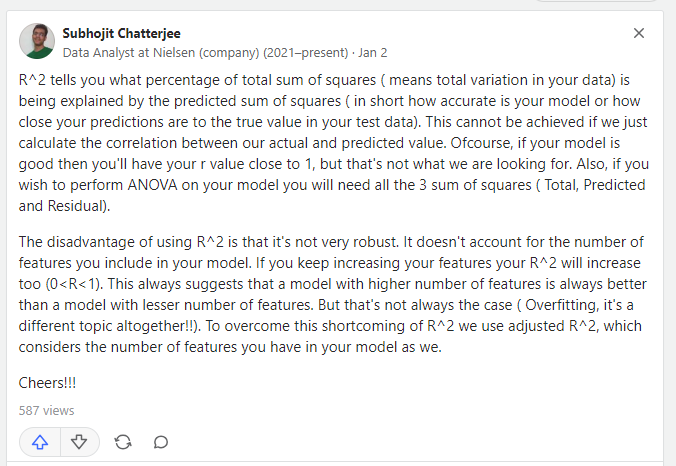 Subhojit Chatterjee
Data Analyst at Nielsen (company) (2021–present) · Jan 2
R^2 tells you what percentage of total sum of squares ( means total variation in your data) is
being explained by the predicted sum of squares ( in short how accurate is your model or how
close your predictions are to the true value in your test data). This cannot be achieved if we just
calculate the correlation between our actual and predicted value. Ofcourse, if your model is
good then you'll have your r value close to 1, but that's not what we are looking for. Also, if you
wish to perform ANOVA on your model you will need all the 3 sum of squares ( Total, Predicted
and Residual).
The disadvantage of using R^2 is that it's not very robust. It doesn't account for the number of
features you include in your model. If you keep increasing your features your R^2 will increase
too (0<R<1). This always suggests that a model with higher number of features is always better
than a model with lesser number of features. But that's not always the case ( Overfitting, it's a
different topic altogether!!). To overcome this shortcoming of R^2 we use adjusted R^2, which
considers the number of features you have in your model as we.
Cheers!!!
587 views